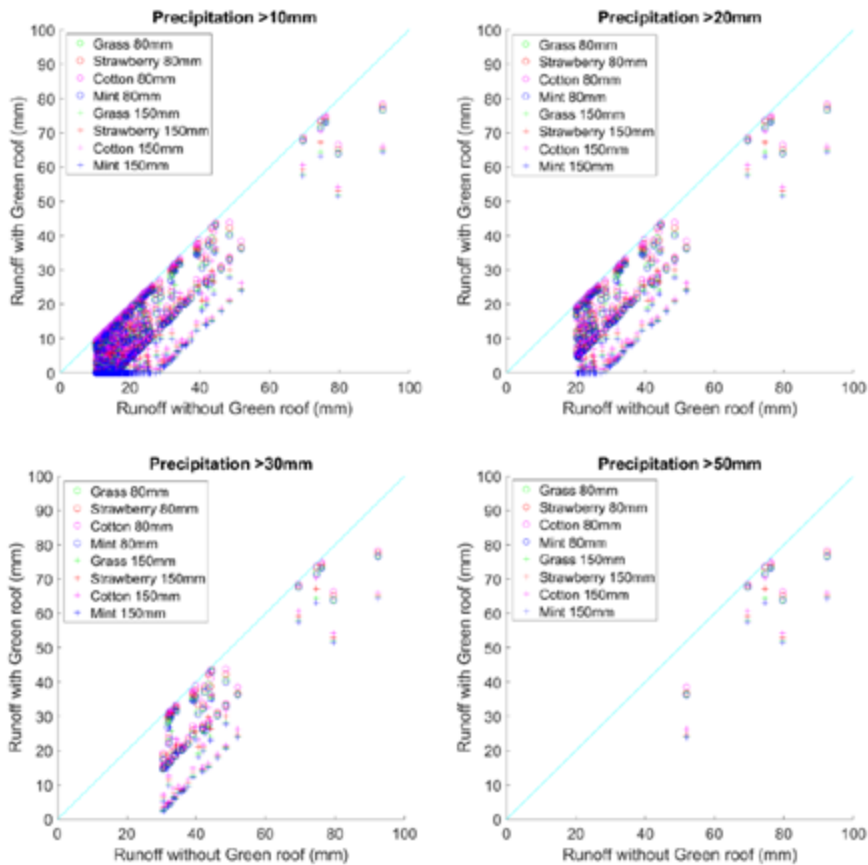 Precipitation >10mm
100
90
80
70
60
50
40
30
20
10
0
Runoff with Green roof (mm)
Grass 80mm
Strawberry 80mm
Cotton 80mm
Mint 80mm
Grass 150mm
Strawberry 150mm
Cotton 150mm
Mint 150mm
0 20 40 60 80 100
Runoff without Green roof (mm)
Precipitation >20mm
100
90
80
70
60
50
40
30
20
10
0
Runoff with Green roof (mm)
Grass 80mm
Strawberry 80mm
Cotton 80mm
Mint 80mm
Grass 150mm
Strawberry 150mm
Cotton 150mm
Mint 150mm
0 20 40 60 80 100
Runoff without Green roof (mm)
Precipitation >30mm
100
90
80
70
60
50
40
30
20
10
0
Runoff with Green roof (mm)
Grass 80mm
Strawberry 80mm
Cotton 80mm
Mint 80mm
Grass 150mm
Strawberry 150mm
Cotton 150mm
Mint 150mm
0 20 40 60 80 100
Runoff without Green roof (mm)
Precipitation >50mm
100
90
80
70
60
50
40
30
20
10
0
Runoff with Green roof (mm)
Grass 80mm
Strawberry 80mm
Cotton 80mm
Mint 80mm
Grass 150mm
Strawberry 150mm
Cotton 150mm
Mint 150mm
0 20 40 60 80 100
Runoff without Green roof (mm)